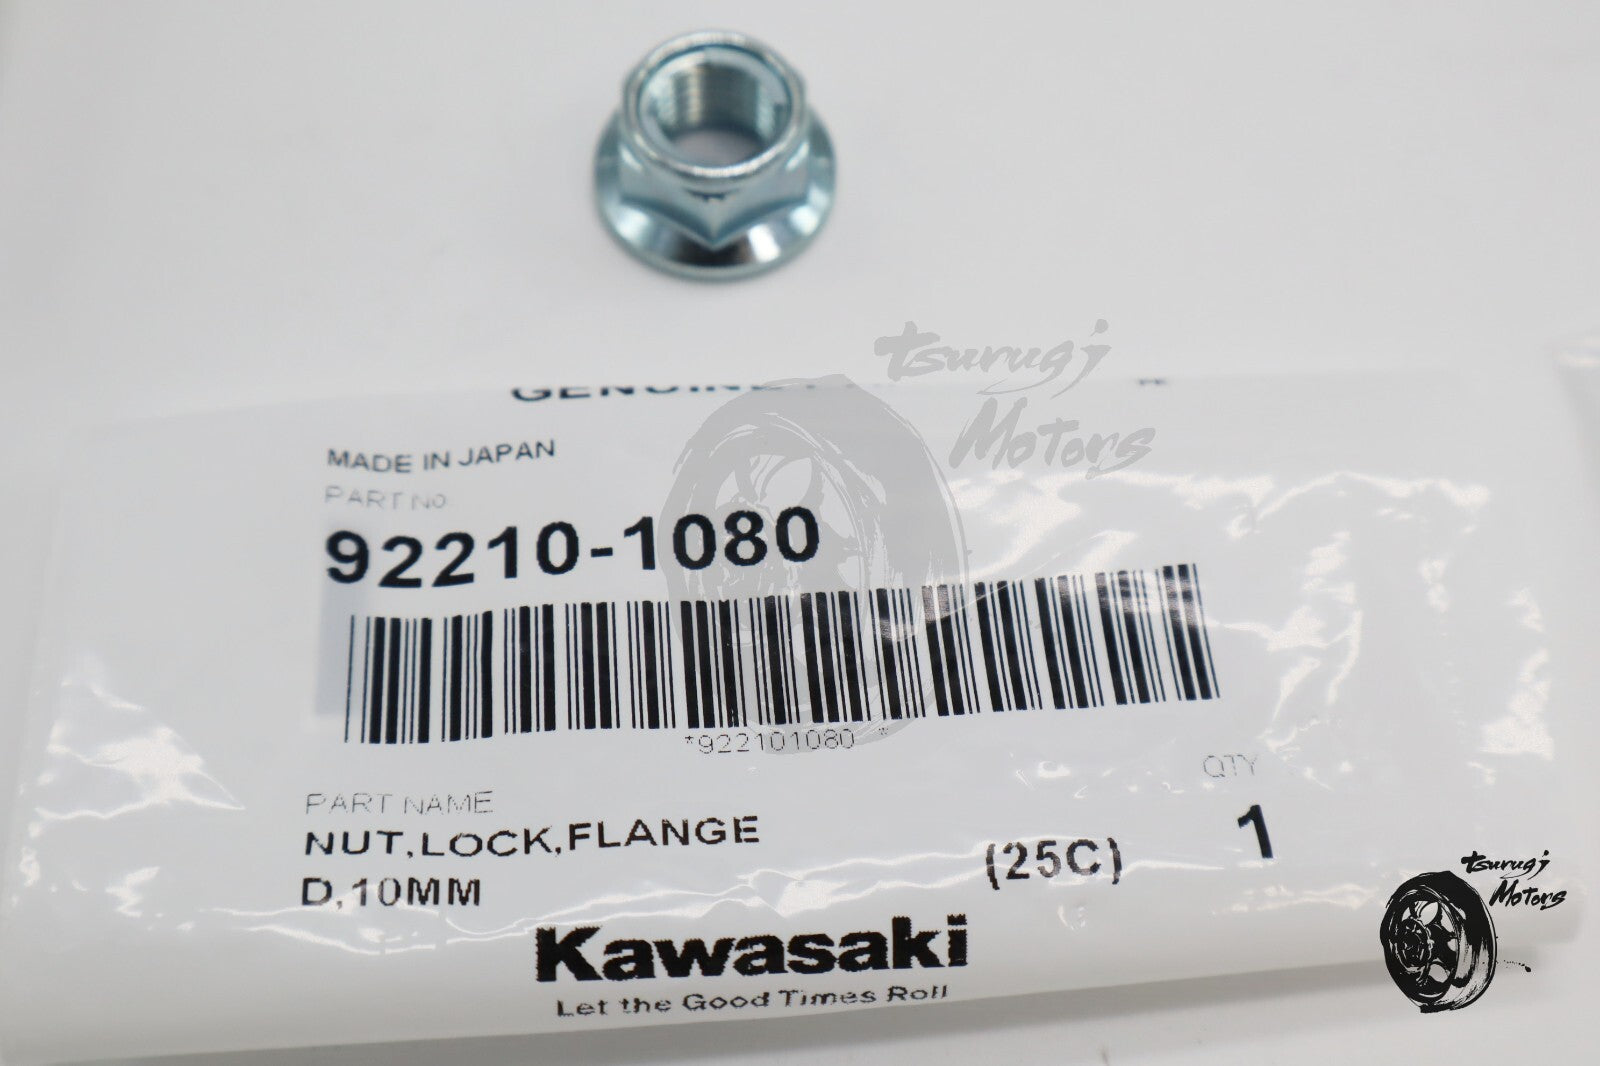 GENUINE
tsurugi
Motors
MADE IN JAPAN
PART No.
92210-1080
*922101080 *
PART NAME
QTY
NUT,LOCK,FLANGE
D,10MM
(25C)
1
Kawasaki
Let the Good Times Roll
tsurugi
Motors